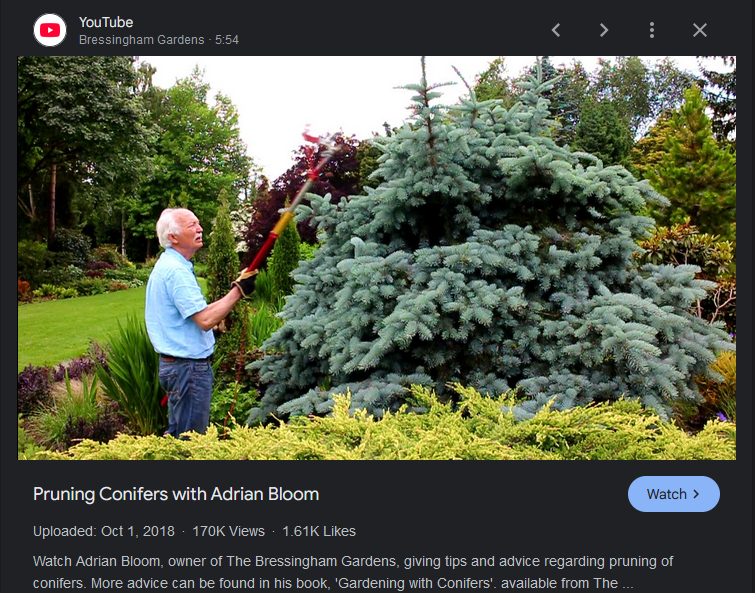 YouTube
Bressingham Gardens · 5:54
Pruning Conifers with Adrian Bloom
Watch
Uploaded: Oct 1, 2018 · 170K Views · 1.61K Likes
Watch Adrian Bloom, owner of The Bressingham Gardens, giving tips and advice regarding pruning of
conifers. More advice can be found in his book, 'Gardening with Conifers'. available from The ...